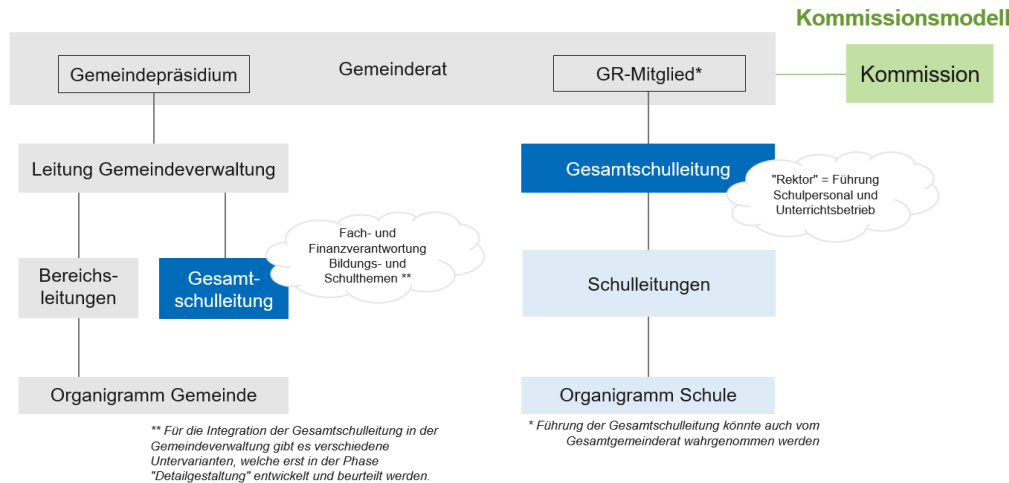 Kommissionsmodell
Gemeindepräsidium
Gemeinderat
GR-Mitglied*
Kommission
Leitung Gemeindeverwaltung
Gesamtschulleitung
"Rektor" = Führung
Schulpersonal und
Unterrichtsbetrieb
Fach- und
Finanzverantwortung
Bildungs- und
Schulthemen **
Bereichs-
leitungen
Gesamt-
schulleitung
Schulleitungen
Organigramm Gemeinde
Organigramm Schule
** Für die Integration der Gesamtschulleitung in der
Gemeindeverwaltung gibt es verschiedene
Untervarianten, welche erst in der Phase
"Detailgestaltung" entwickelt und beurteilt werden.
* Führung der Gesamtschulleitung könnte auch vom
Gesamtgemeinderat wahrgenommen werden